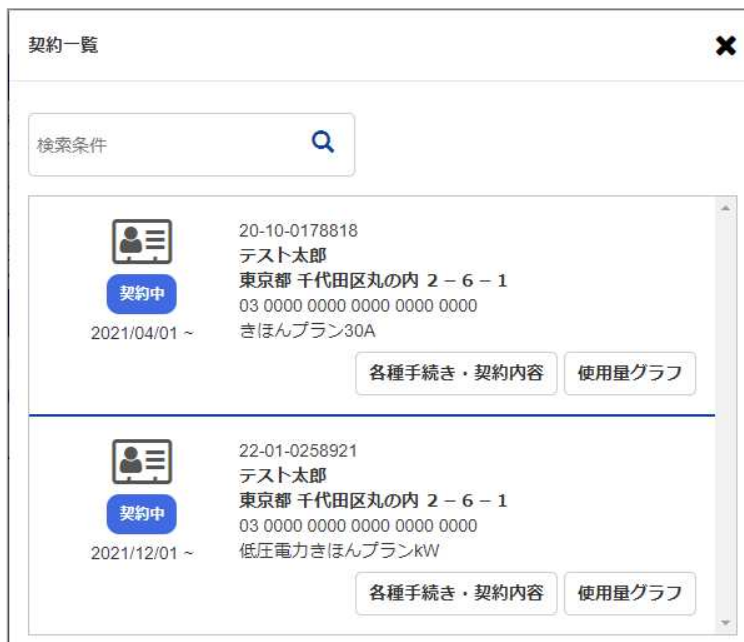 契約一覧
検索条件
20-10-0178818
テスト太郎
東京都 千代田区丸の内 ２－６－１
契約中
03 0000 0000 0000 0000 0000
2021/04/01 ~
きほんプラン30A
各種手続き・契約内容
使用量グラフ
22-01-0258921
テスト太郎
東京都 千代田区丸の内 ２－６－１
契約中
03 0000 0000 0000 0000 0000
2021/12/01 ~
低圧電力きほんプランkW
各種手続き・契約内容
使用量グラフ